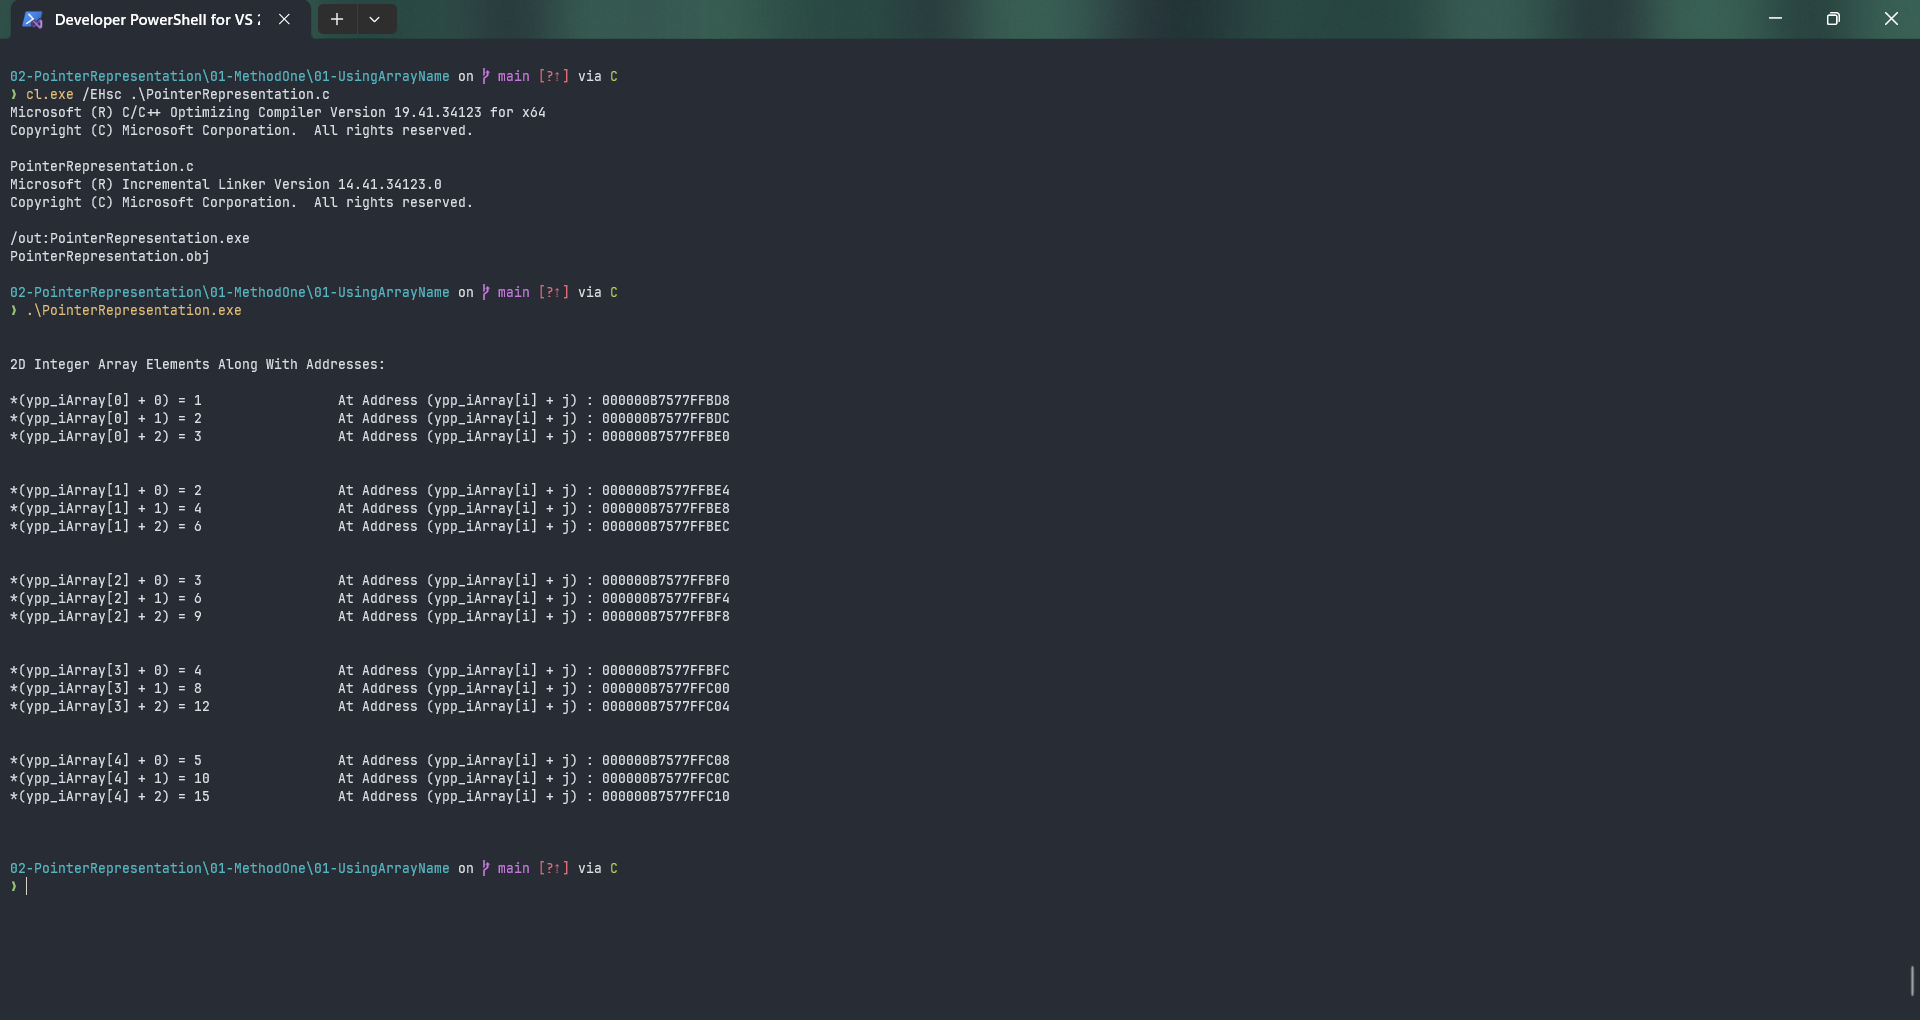 Developer PowerShell for VS 2
02-PointerRepresentation\01-MethodOne\01-UsingArrayName on main [?↑] via C
❯ cl.exe /EHsc .\PointerRepresentation.c
Microsoft (R) C/C++ Optimizing Compiler Version 19.41.34123 for x64
Copyright (C) Microsoft Corporation.  All rights reserved.
PointerRepresentation.c
Microsoft (R) Incremental Linker Version 14.41.34123.0
Copyright (C) Microsoft Corporation.  All rights reserved.
/out:PointerRepresentation.exe
PointerRepresentation.obj
02-PointerRepresentation\01-MethodOne\01-UsingArrayName on main [?↑] via C
❯ .\PointerRepresentation.exe
2D Integer Array Elements Along With Addresses:
*(ypp_iArray[0] + 0) = 1 At Address (ypp_iArray[i] + j) : 000000B7577FFBD8
*(ypp_iArray[0] + 1) = 2 At Address (ypp_iArray[i] + j) : 000000B7577FFBDC
*(ypp_iArray[0] + 2) = 3 At Address (ypp_iArray[i] + j) : 000000B7577FFBE0
*(ypp_iArray[1] + 0) = 2 At Address (ypp_iArray[i] + j) : 000000B7577FFBE4
*(ypp_iArray[1] + 1) = 4 At Address (ypp_iArray[i] + j) : 000000B7577FFBE8
*(ypp_iArray[1] + 2) = 6 At Address (ypp_iArray[i] + j) : 000000B7577FFBEC
*(ypp_iArray[2] + 0) = 3 At Address (ypp_iArray[i] + j) : 000000B7577FFBF0
*(ypp_iArray[2] + 1) = 6 At Address (ypp_iArray[i] + j) : 000000B7577FFBF4
*(ypp_iArray[2] + 2) = 9 At Address (ypp_iArray[i] + j) : 000000B7577FFBF8
*(ypp_iArray[3] + 0) = 4 At Address (ypp_iArray[i] + j) : 000000B7577FFBFC
*(ypp_iArray[3] + 1) = 8 At Address (ypp_iArray[i] + j) : 000000B7577FFC00
*(ypp_iArray[3] + 2) = 12 At Address (ypp_iArray[i] + j) : 000000B7577FFC04
*(ypp_iArray[4] + 0) = 5 At Address (ypp_iArray[i] + j) : 000000B7577FFC08
*(ypp_iArray[4] + 1) = 10 At Address (ypp_iArray[i] + j) : 000000B7577FFC0C
*(ypp_iArray[4] + 2) = 15 At Address (ypp_iArray[i] + j) : 000000B7577FFC10
02-PointerRepresentation\01-MethodOne\01-UsingArrayName on main [?↑] via C
❯